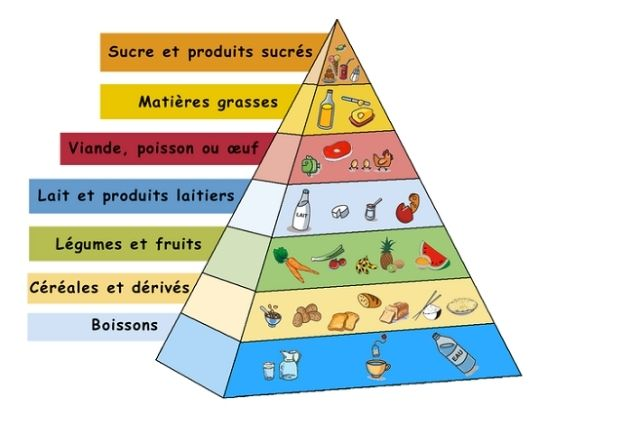 Sucre et produits sucrés
Matières grasses
Viande, poisson ou œuf
Lait et produits laitiers
LAIT
Légumes et fruits
Céréales et dérivés
Boissons
EAU